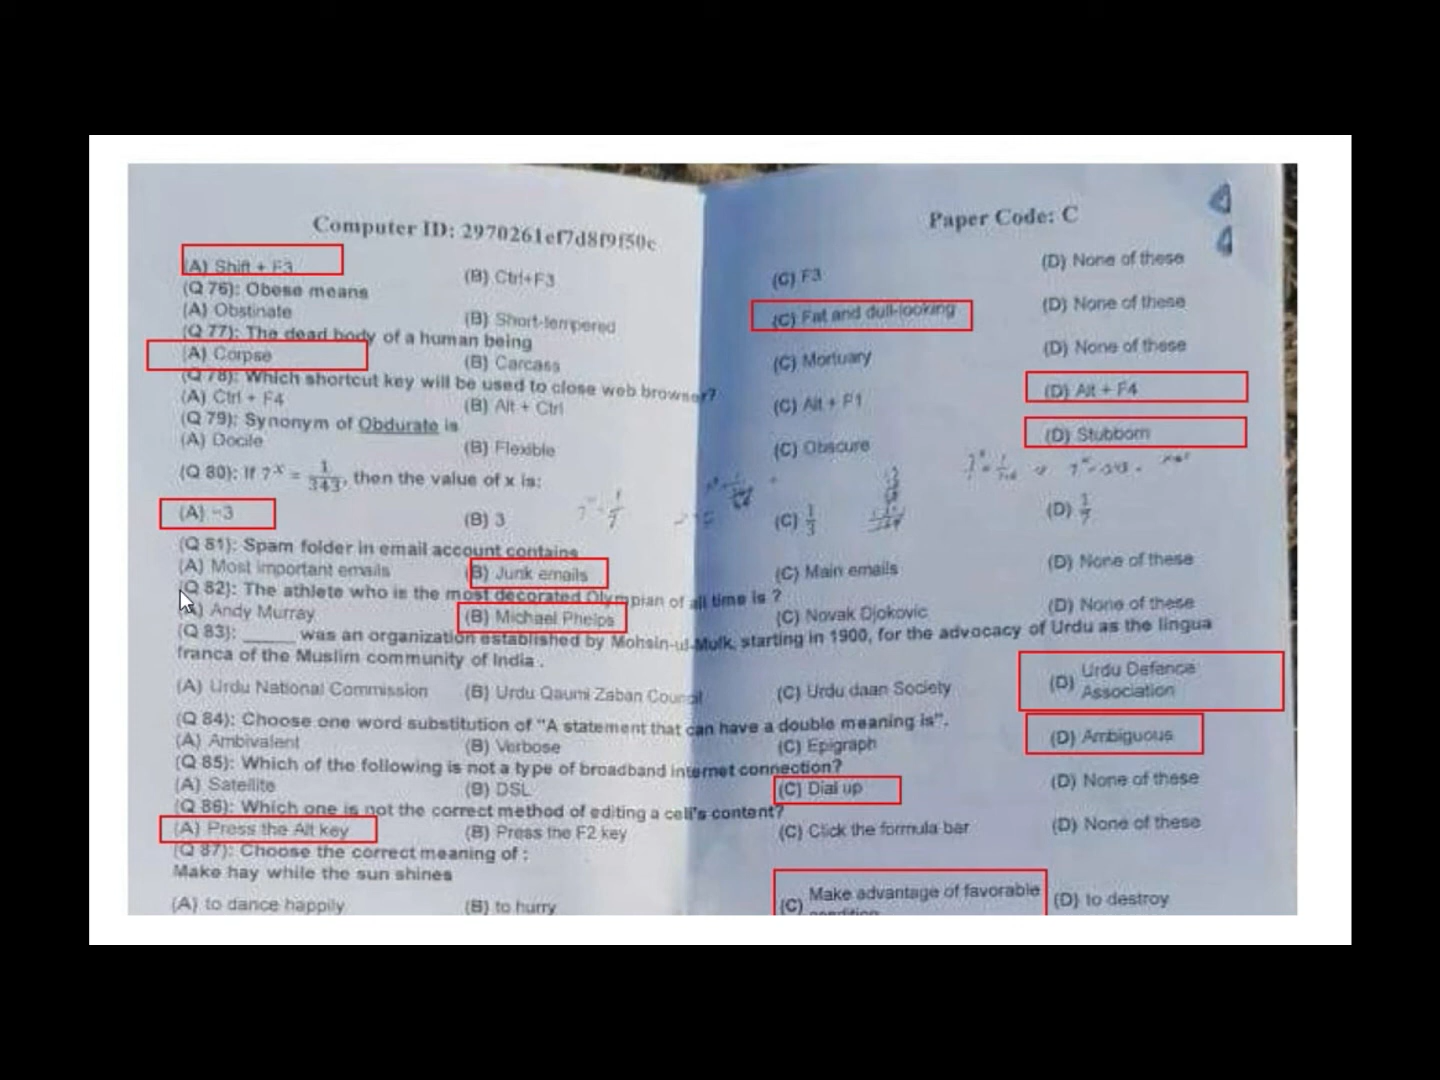 Computer ID: 2970261ef7d8f9f50c
Paper Code: C
(A) Shift + F3 (B) Ctrl+F3 (C) F3 (D) None of these
(Q 76): Obese means
(A) Obstinate (B) Short-tempered (C) Fat and dull-looking (D) None of these
(Q 77): The dead body of a human being
(A) Corpse (B) Carcass (C) Mortuary (D) None of these
(Q 78): Which shortcut key will be used to close web browser?
(A) Ctrl + F4 (B) Alt + Ctrl (C) Alt + F1 (D) Alt + F4
(Q 79): Synonym of Obdurate is
(A) Docile (B) Flexible (C) Obscure (D) Stubborn
(Q 80): If 7^x = 1/343, then the value of x is:
(A) -3 (B) 3 (C) 1/3 (D) 1/7
(Q 81): Spam folder in email account contains
(A) Most important emails (B) Junk emails (C) Main emails (D) None of these
(Q 82): The athlete who is the most decorated Olympian of all time is ?
(A) Andy Murray (B) Michael Phelps (C) Novak Djokovic (D) None of these
(Q 83): ______ was an organization established by Mohsin-ul-Mulk, starting in 1900, for the advocacy of Urdu as the lingua
franca of the Muslim community of India .
(A) Urdu National Commission (B) Urdu Qaumi Zaban Council (C) Urdu daan Society (D) Urdu Defence
Association
(Q 84): Choose one word substitution of "A statement that can have a double meaning is".
(A) Ambivalent (B) Verbose (C) Epigraph (D) Ambiguous
(Q 85): Which of the following is not a type of broadband internet connection?
(A) Satellite (B) DSL (C) Dial up (D) None of these
(Q 86): Which one is not the correct method of editing a cell's content?
(A) Press the Alt key (B) Press the F2 key (C) Click the formula bar (D) None of these
(Q 87): Choose the correct meaning of :
Make hay while the sun shines
(A) to dance happily (B) to hurry (C) Make advantage of favorable (D) to destroy
condition